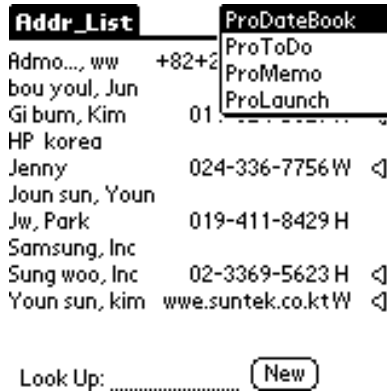 Addr_List
ProDateBook
ProToDo
ProMemo
ProLaunch
Admo..., ww +82+2
bou youl, Jun
Gi bum, Kim
HP korea
Jenny 024-336-7756 W
Joun sun, Youn
Jw, Park 019-411-8429 H
Samsung, Inc
Sung woo, Inc 02-3369-5623 H
Youn sun, kim wwe.suntek.co.kt W
Look Up:
New